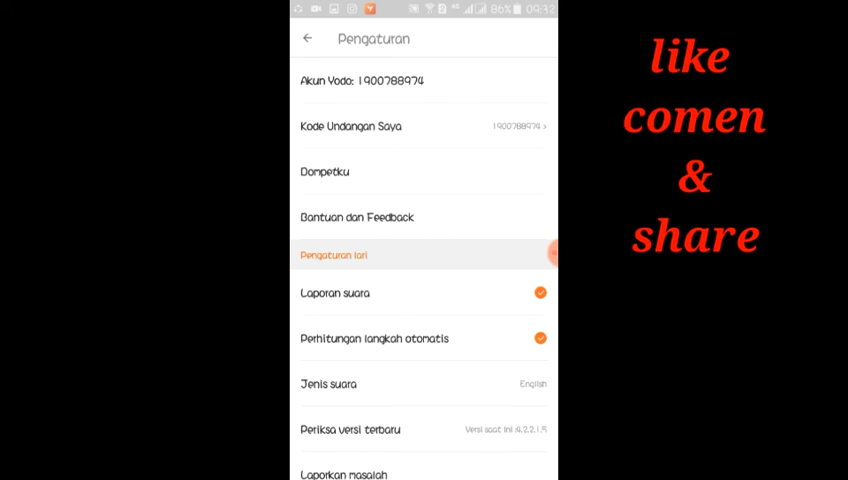 4G 86% 09:32
Pengaturan
Akun Yodo: 1900788974
Kode Undangan Saya 1900788974 >
Dompetku
Bantuan dan Feedback
Pengaturan lari
Laporan suara
Perhitungan langkah otomatis
Jenis suara English
Periksa versi terbaru Versi saat ini :4.2.2.1.5
Laporkan masalah
like
comen
&
share